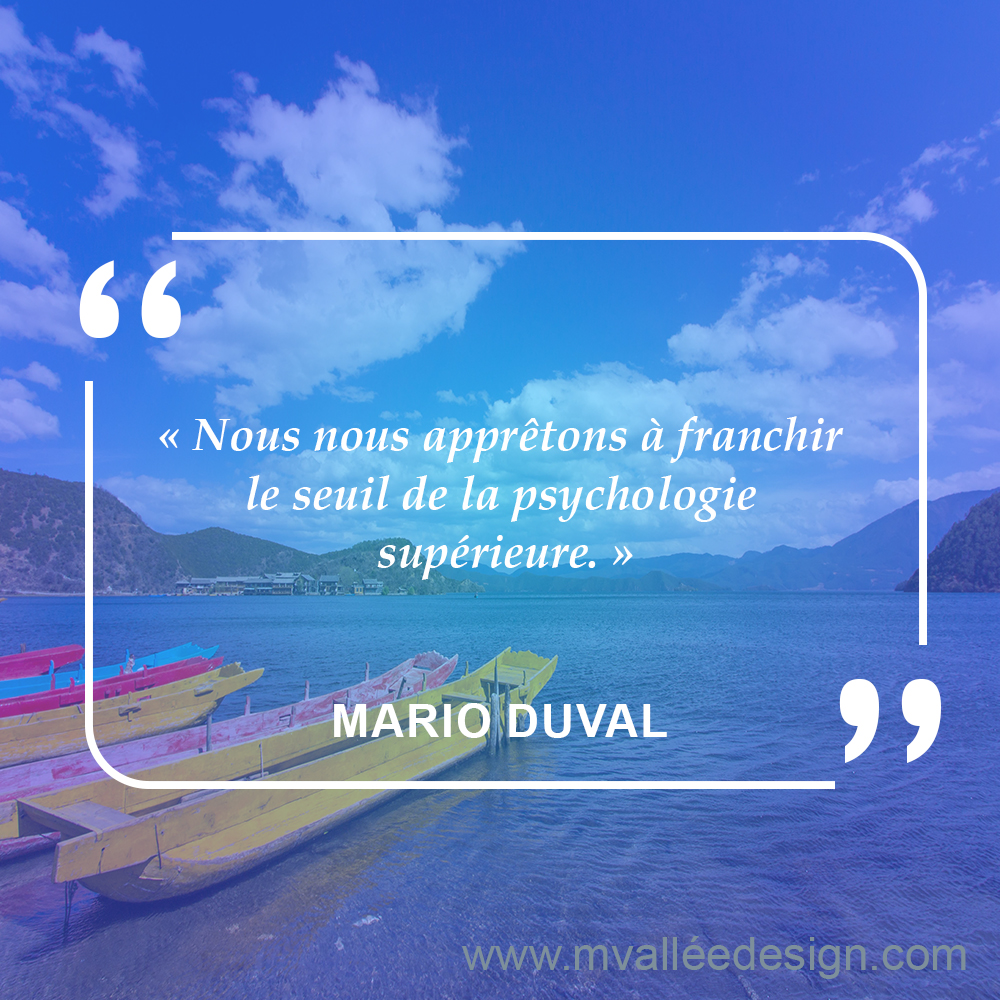 « Nous nous apprêtons à franchir
le seuil de la psychologie
supérieure. »
MARIO DUVAL
www.mvalléedesign.com